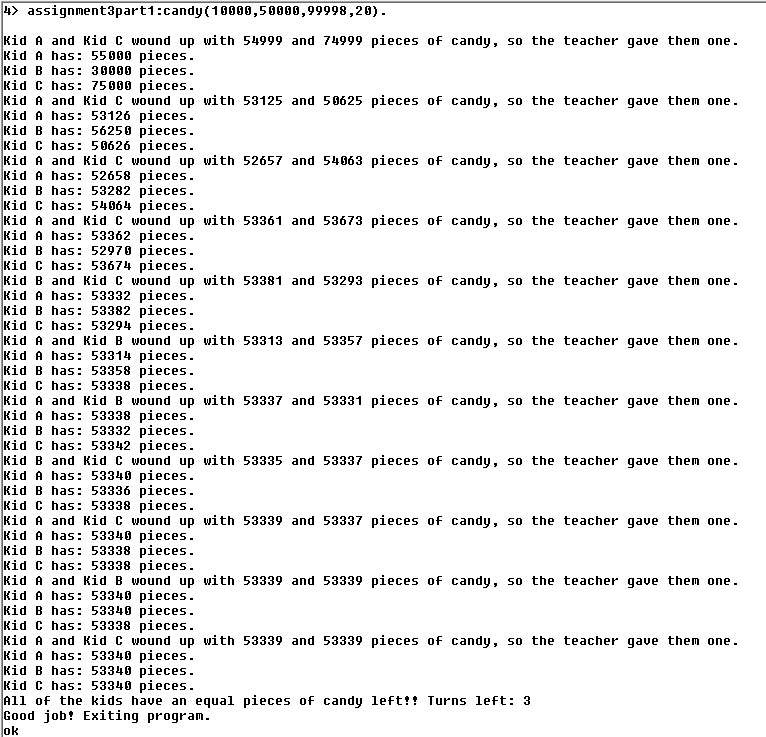 4> assignment3part1:candy(10000,50000,99998,20).
Kid A and Kid C wound up with 54999 and 74999 pieces of candy, so the teacher gave them one.
Kid A has: 55000 pieces.
Kid B has: 30000 pieces.
Kid C has: 75000 pieces.
Kid A and Kid C wound up with 53125 and 50625 pieces of candy, so the teacher gave them one.
Kid A has: 53126 pieces.
Kid B has: 56250 pieces.
Kid C has: 50626 pieces.
Kid A and Kid C wound up with 52657 and 54063 pieces of candy, so the teacher gave them one.
Kid A has: 52658 pieces.
Kid B has: 53282 pieces.
Kid C has: 54064 pieces.
Kid A and Kid C wound up with 53361 and 53673 pieces of candy, so the teacher gave them one.
Kid A has: 53362 pieces.
Kid B has: 52970 pieces.
Kid C has: 53674 pieces.
Kid B and Kid C wound up with 53381 and 53293 pieces of candy, so the teacher gave them one.
Kid A has: 53332 pieces.
Kid B has: 53382 pieces.
Kid C has: 53294 pieces.
Kid A and Kid B wound up with 53313 and 53357 pieces of candy, so the teacher gave them one.
Kid A has: 53314 pieces.
Kid B has: 53358 pieces.
Kid C has: 53338 pieces.
Kid A and Kid B wound up with 53337 and 53331 pieces of candy, so the teacher gave them one.
Kid A has: 53338 pieces.
Kid B has: 53332 pieces.
Kid C has: 53342 pieces.
Kid B and Kid C wound up with 53335 and 53337 pieces of candy, so the teacher gave them one.
Kid A has: 53340 pieces.
Kid B has: 53336 pieces.
Kid C has: 53338 pieces.
Kid A and Kid C wound up with 53339 and 53337 pieces of candy, so the teacher gave them one.
Kid A has: 53340 pieces.
Kid B has: 53338 pieces.
Kid C has: 53338 pieces.
Kid A and Kid B wound up with 53339 and 53339 pieces of candy, so the teacher gave them one.
Kid A has: 53340 pieces.
Kid B has: 53340 pieces.
Kid C has: 53338 pieces.
Kid A and Kid C wound up with 53339 and 53339 pieces of candy, so the teacher gave them one.
Kid A has: 53340 pieces.
Kid B has: 53340 pieces.
Kid C has: 53340 pieces.
All of the kids have an equal pieces of candy left!! Turns left: 3
Good job! Exiting program.
ok